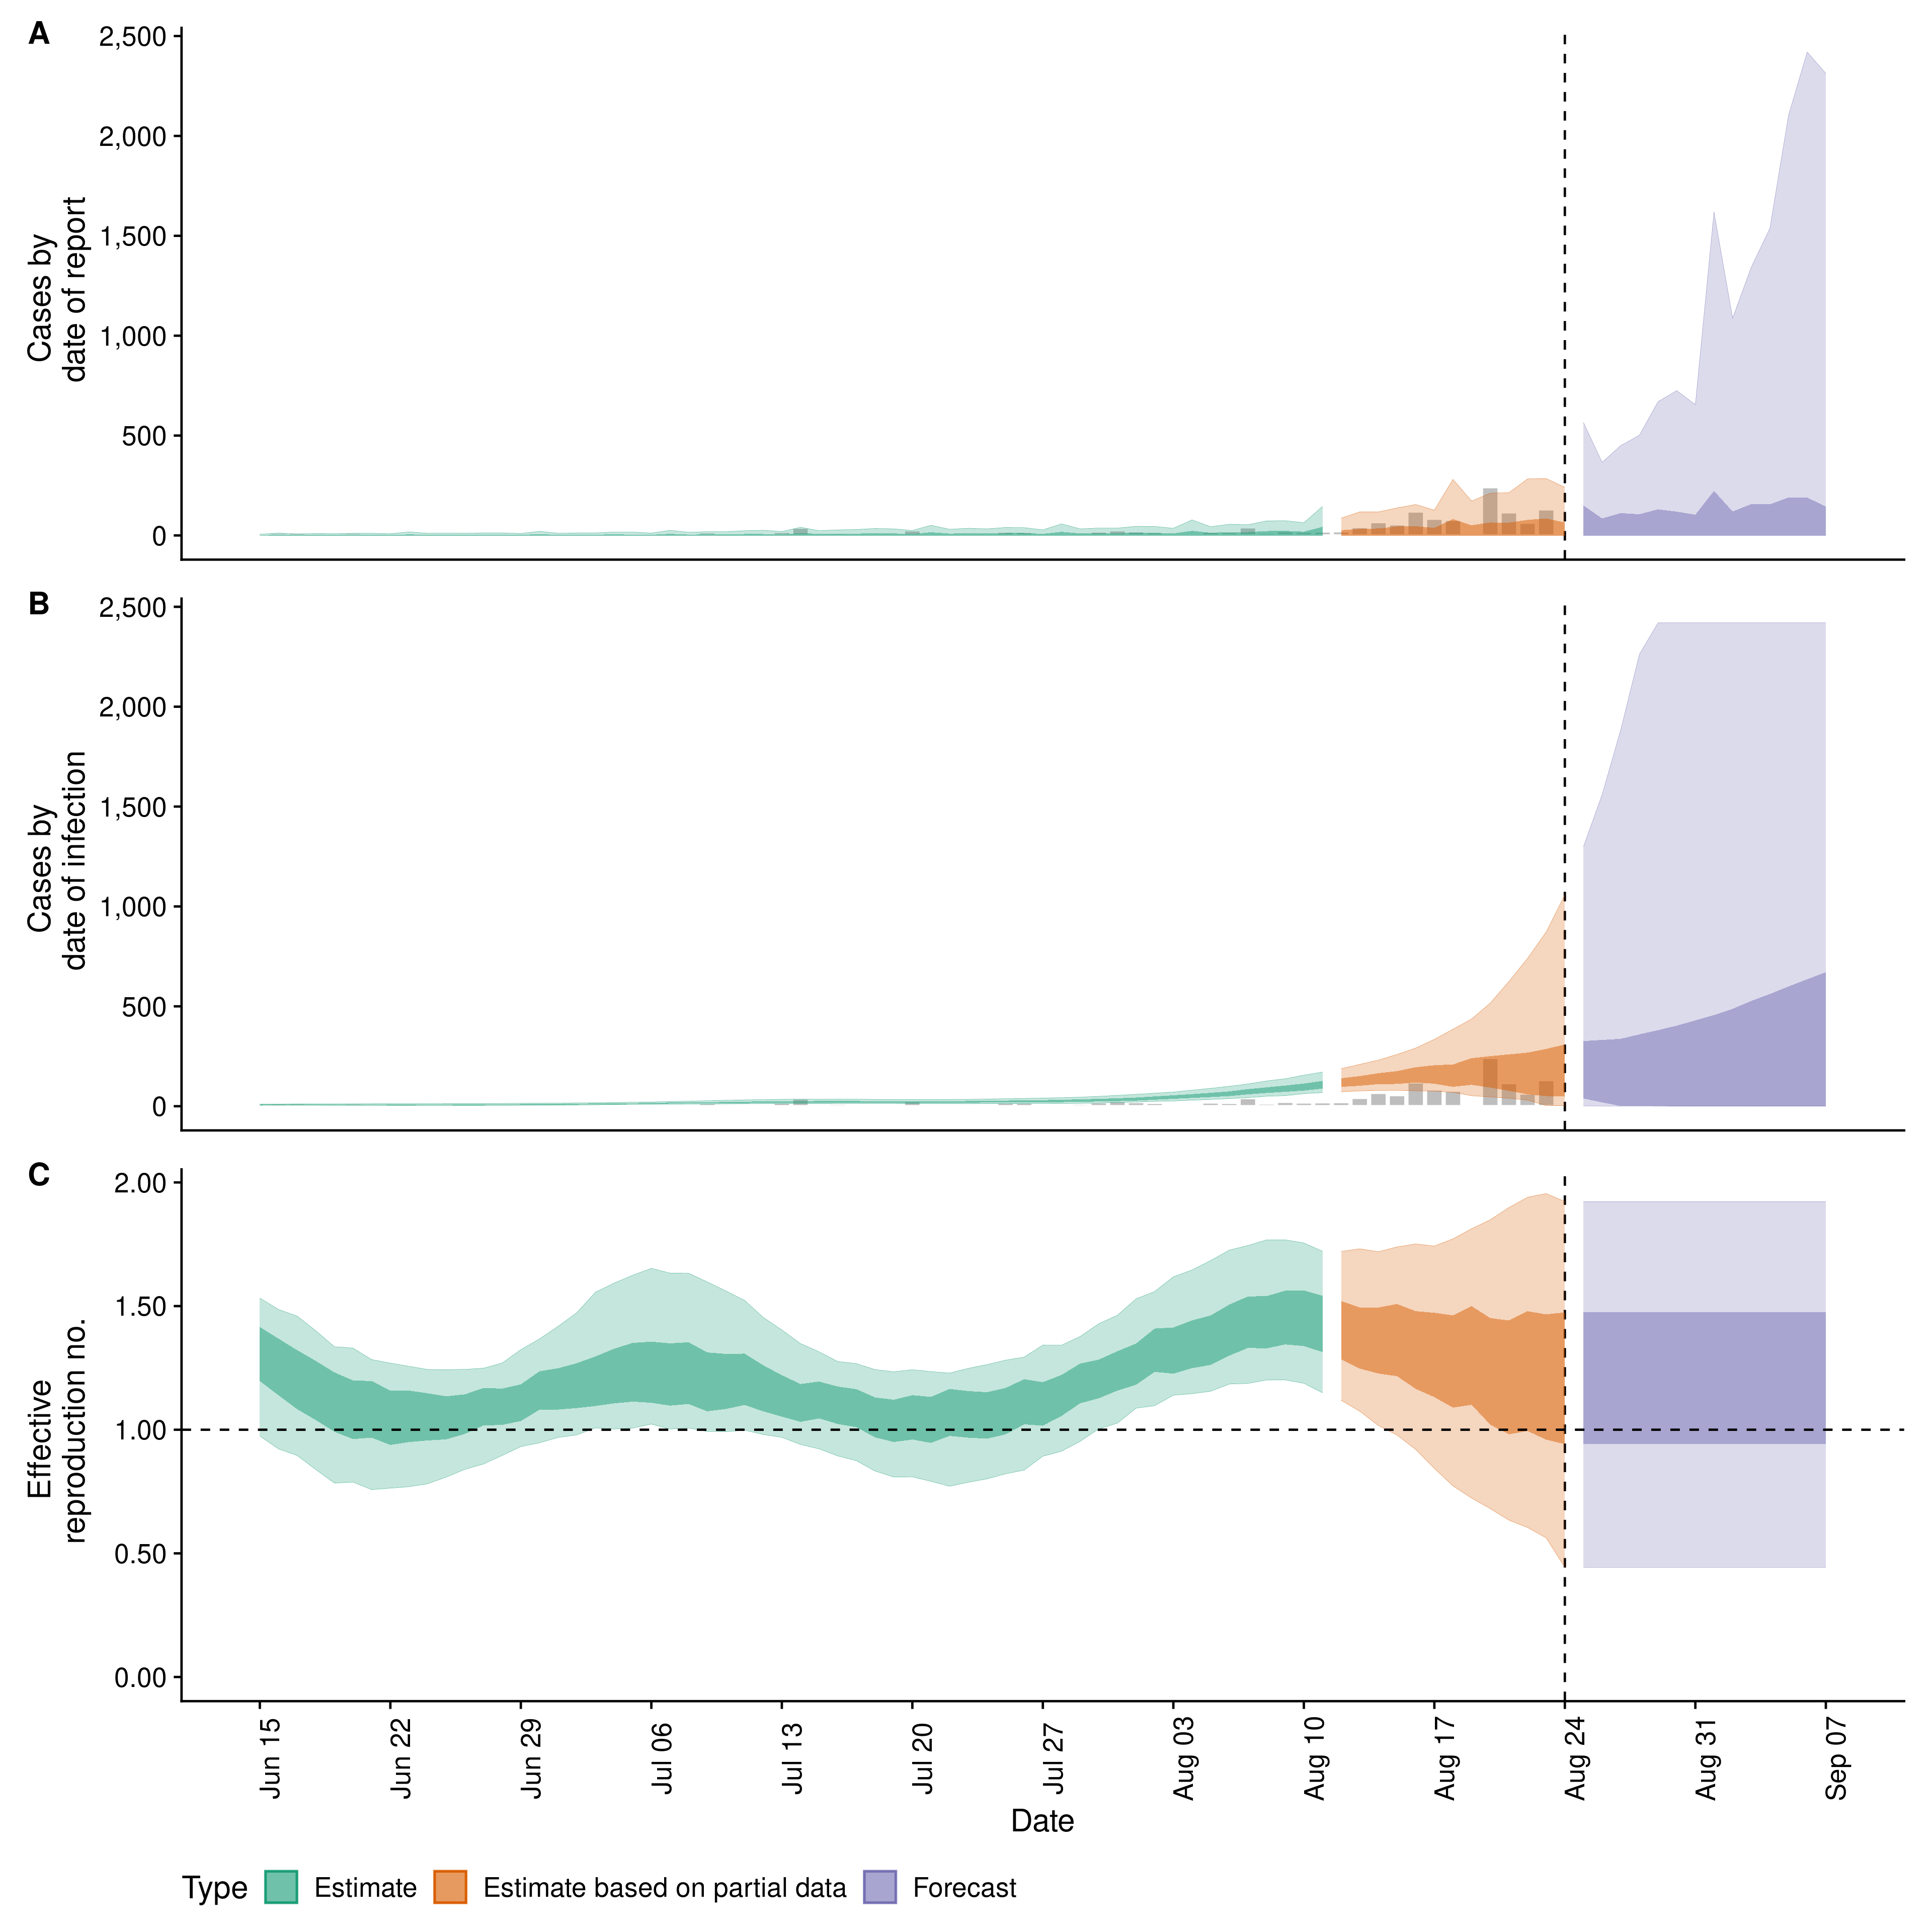 A
2,500
2,000
1,500
1,000
500
0
Cases by
date of report
B
2,500
2,000
1,500
1,000
500
0
Cases by
date of infection
C
2.00
1.50
1.00
0.50
0.00
Effective
reproduction no.
Jun 15
Jun 22
Jun 29
Jul 06
Jul 13
Jul 20
Jul 27
Aug 03
Aug 10
Aug 17
Aug 24
Aug 31
Sep 07
Date
Type Estimate Estimate based on partial data Forecast